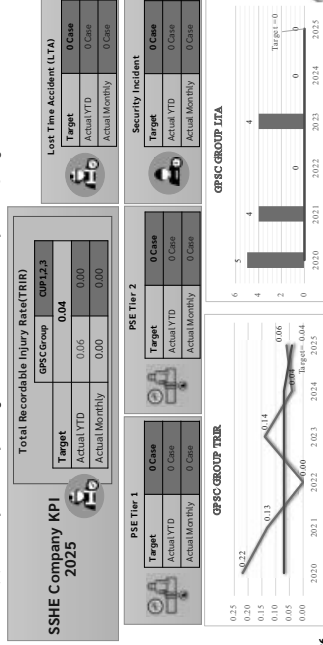 SSHE Company KPI
2025
Total Recordable Injury Rate(TRIR)
GPSC Group CUP1,2,3
Target 0.04
Actual YTD 0.06 0.00
Actual Monthly 0.00 0.00
Lost Time Accident (LTA)
Target 0 Case
Actual YTD 0 Case
Actual Monthly 0 Case
PSE Tier 1
Target 0 Case
Actual YTD 0 Case
Actual Monthly 0 Case
PSE Tier 2
Target 0 Case
Actual YTD 0 Case
Actual Monthly 0 Case
Security Incident
Target 0 Case
Actual YTD 0 Case
Actual Monthly 0 Case
GPSC GROUP TRIR
0.25
0.20
0.15
0.10
0.05
0.00
0.22
0.13
0.00
0.14
0.04
0.06
Target= 0.04
2020 2021 2022 2023 2024 2025
GPSC GROUP LTA
6
4
2
0
5
4
0
4
0
0
Target =0
2020 2021 2022 2023 2024 2025